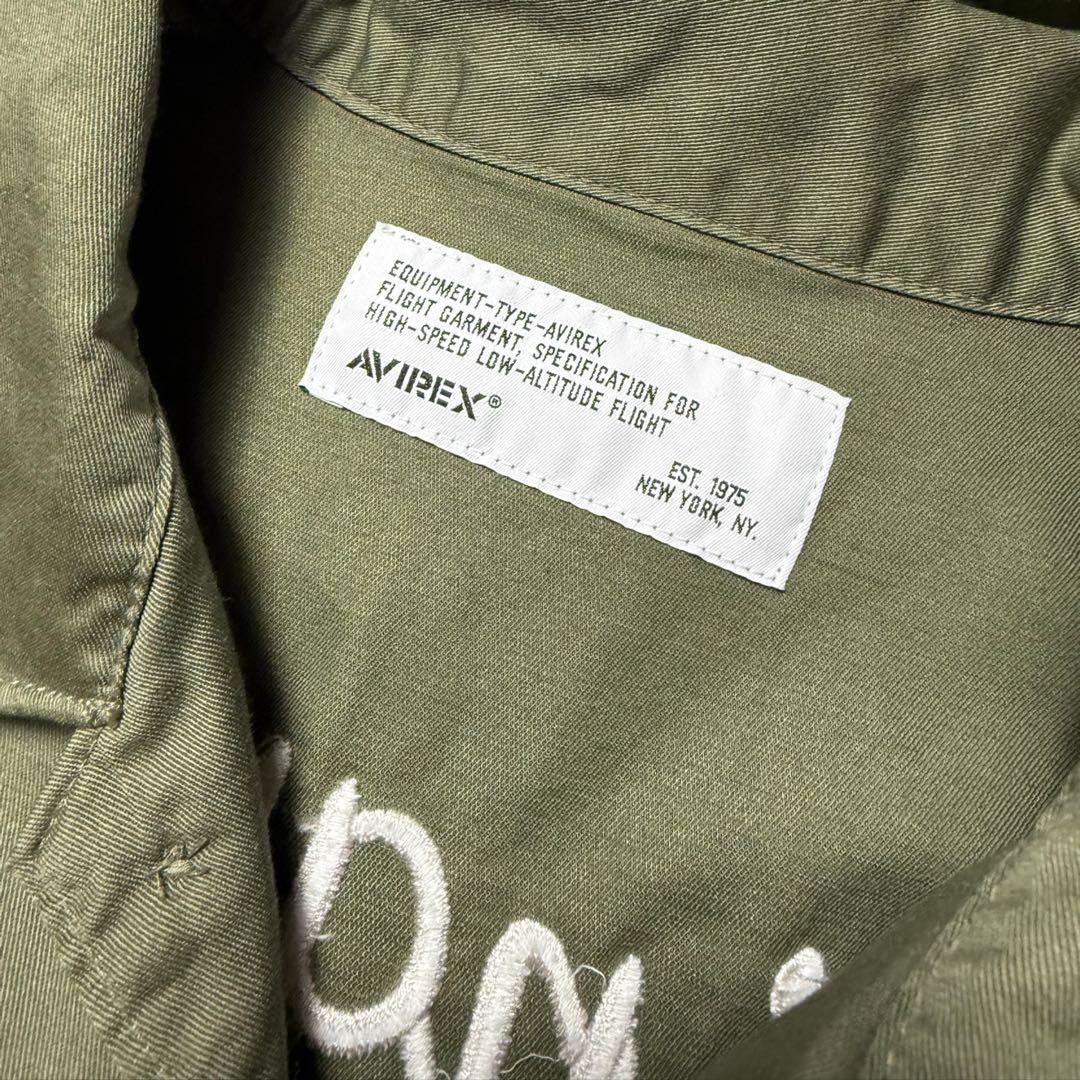 EQUIPMENT-TYPE-AVIREX
FLIGHT GARMENT, SPECIFICATION FOR
HIGH-SPEED LOW-ALTITUDE FLIGHT
AVIREX®
EST. 1975
NEW YORK, NY.